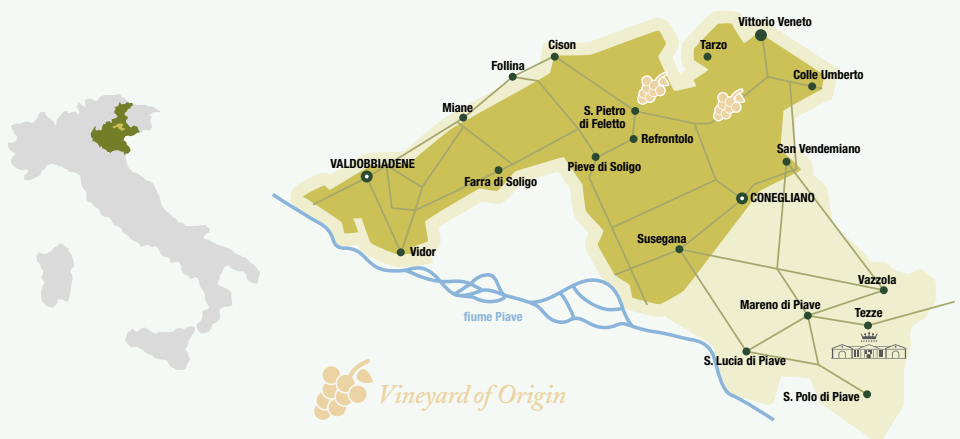 Vittorio Veneto
Cison
Tarzo
Follina
Colle Umberto
Miane
S. Pietro
di Feletto
Refrontolo
San Vendemiano
VALDOBBIADENE
Pieve di Soligo
Farra di Soligo
CONEGLIANO
Susegana
Vidor
Vazzola
Mareno di Piave
Tezze
fiume Piave
S. Lucia di Piave
Vineyard of Origin
S. Polo di Piave